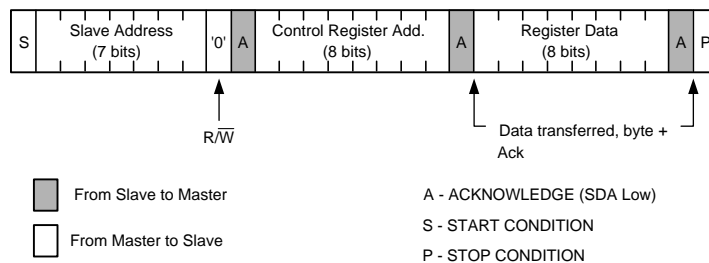 S Slave Address (7 bits) '0' A Control Register Add. (8 bits) A Register Data (8 bits) A P
R/W̅
Data transferred, byte +
Ack
From Slave to Master
From Master to Slave
A - ACKNOWLEDGE (SDA Low)
S - START CONDITION
P - STOP CONDITION